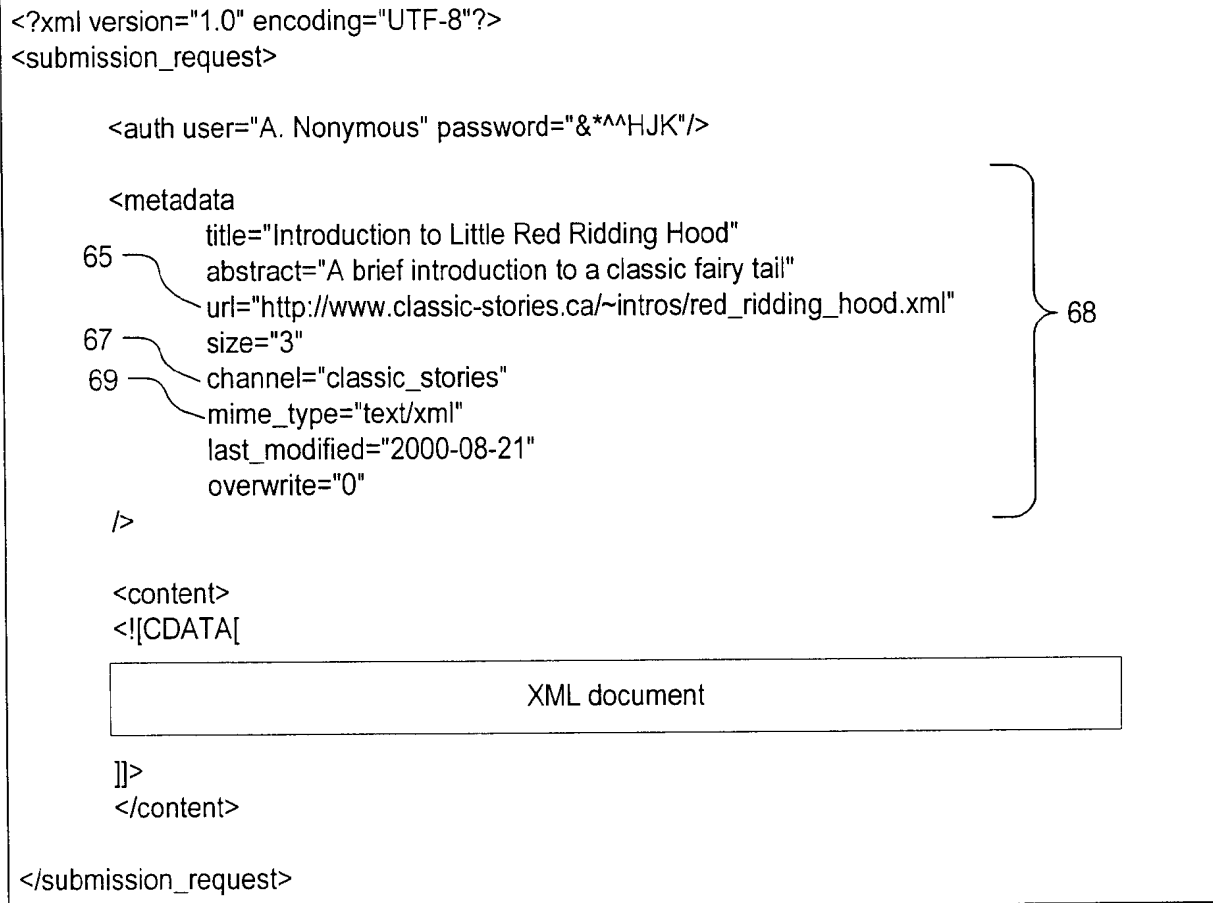 <?xml version="1.0" encoding="UTF-8"?>
<submission_request>
<auth user="A. Nonymous" password="&*^^HJK"/>
<metadata
title="Introduction to Little Red Ridding Hood"
65
abstract="A brief introduction to a classic fairy tail"
url="http://www.classic-stories.ca/~intros/red_ridding_hood.xml"
68
67
size="3"
69
channel="classic_stories"
mime_type="text/xml"
last_modified="2000-08-21"
overwrite="0"
/>
<content>
<![CDATA[
XML document
]]>
</content>
</submission_request>